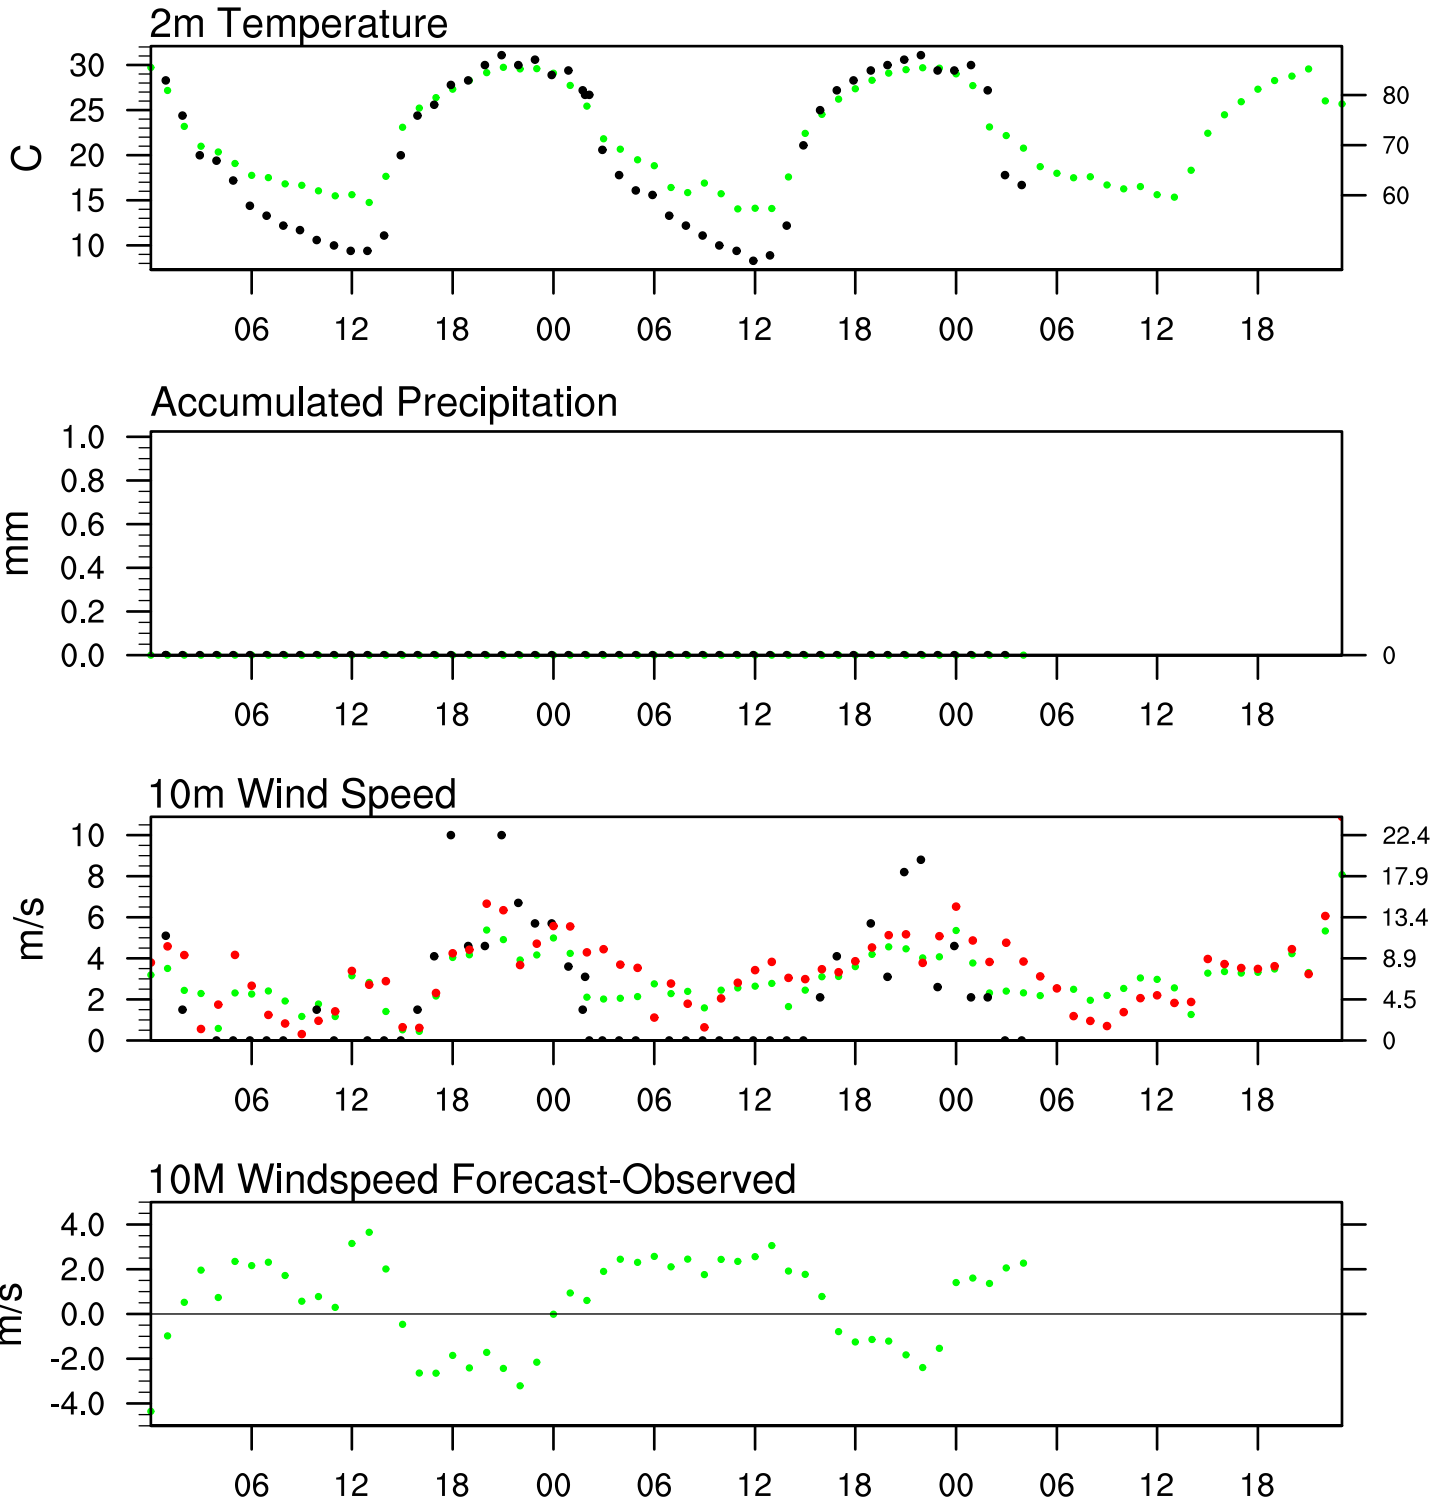 2m Temperature
30
25
20
15
10
C
80
70
60
06 12 18 00 06 12 18 00 06 12 18
Accumulated Precipitation
1.0
0.8
0.6
0.4
0.2
0.0
mm
0
06 12 18 00 06 12 18 00 06 12 18
10m Wind Speed
10
8
6
4
2
0
m/s
22.4
17.9
13.4
8.9
4.5
0
06 12 18 00 06 12 18 00 06 12 18
10M Windspeed Forecast-Observed
4.0
2.0
0.0
-2.0
-4.0
m/s
06 12 18 00 06 12 18 00 06 12 18